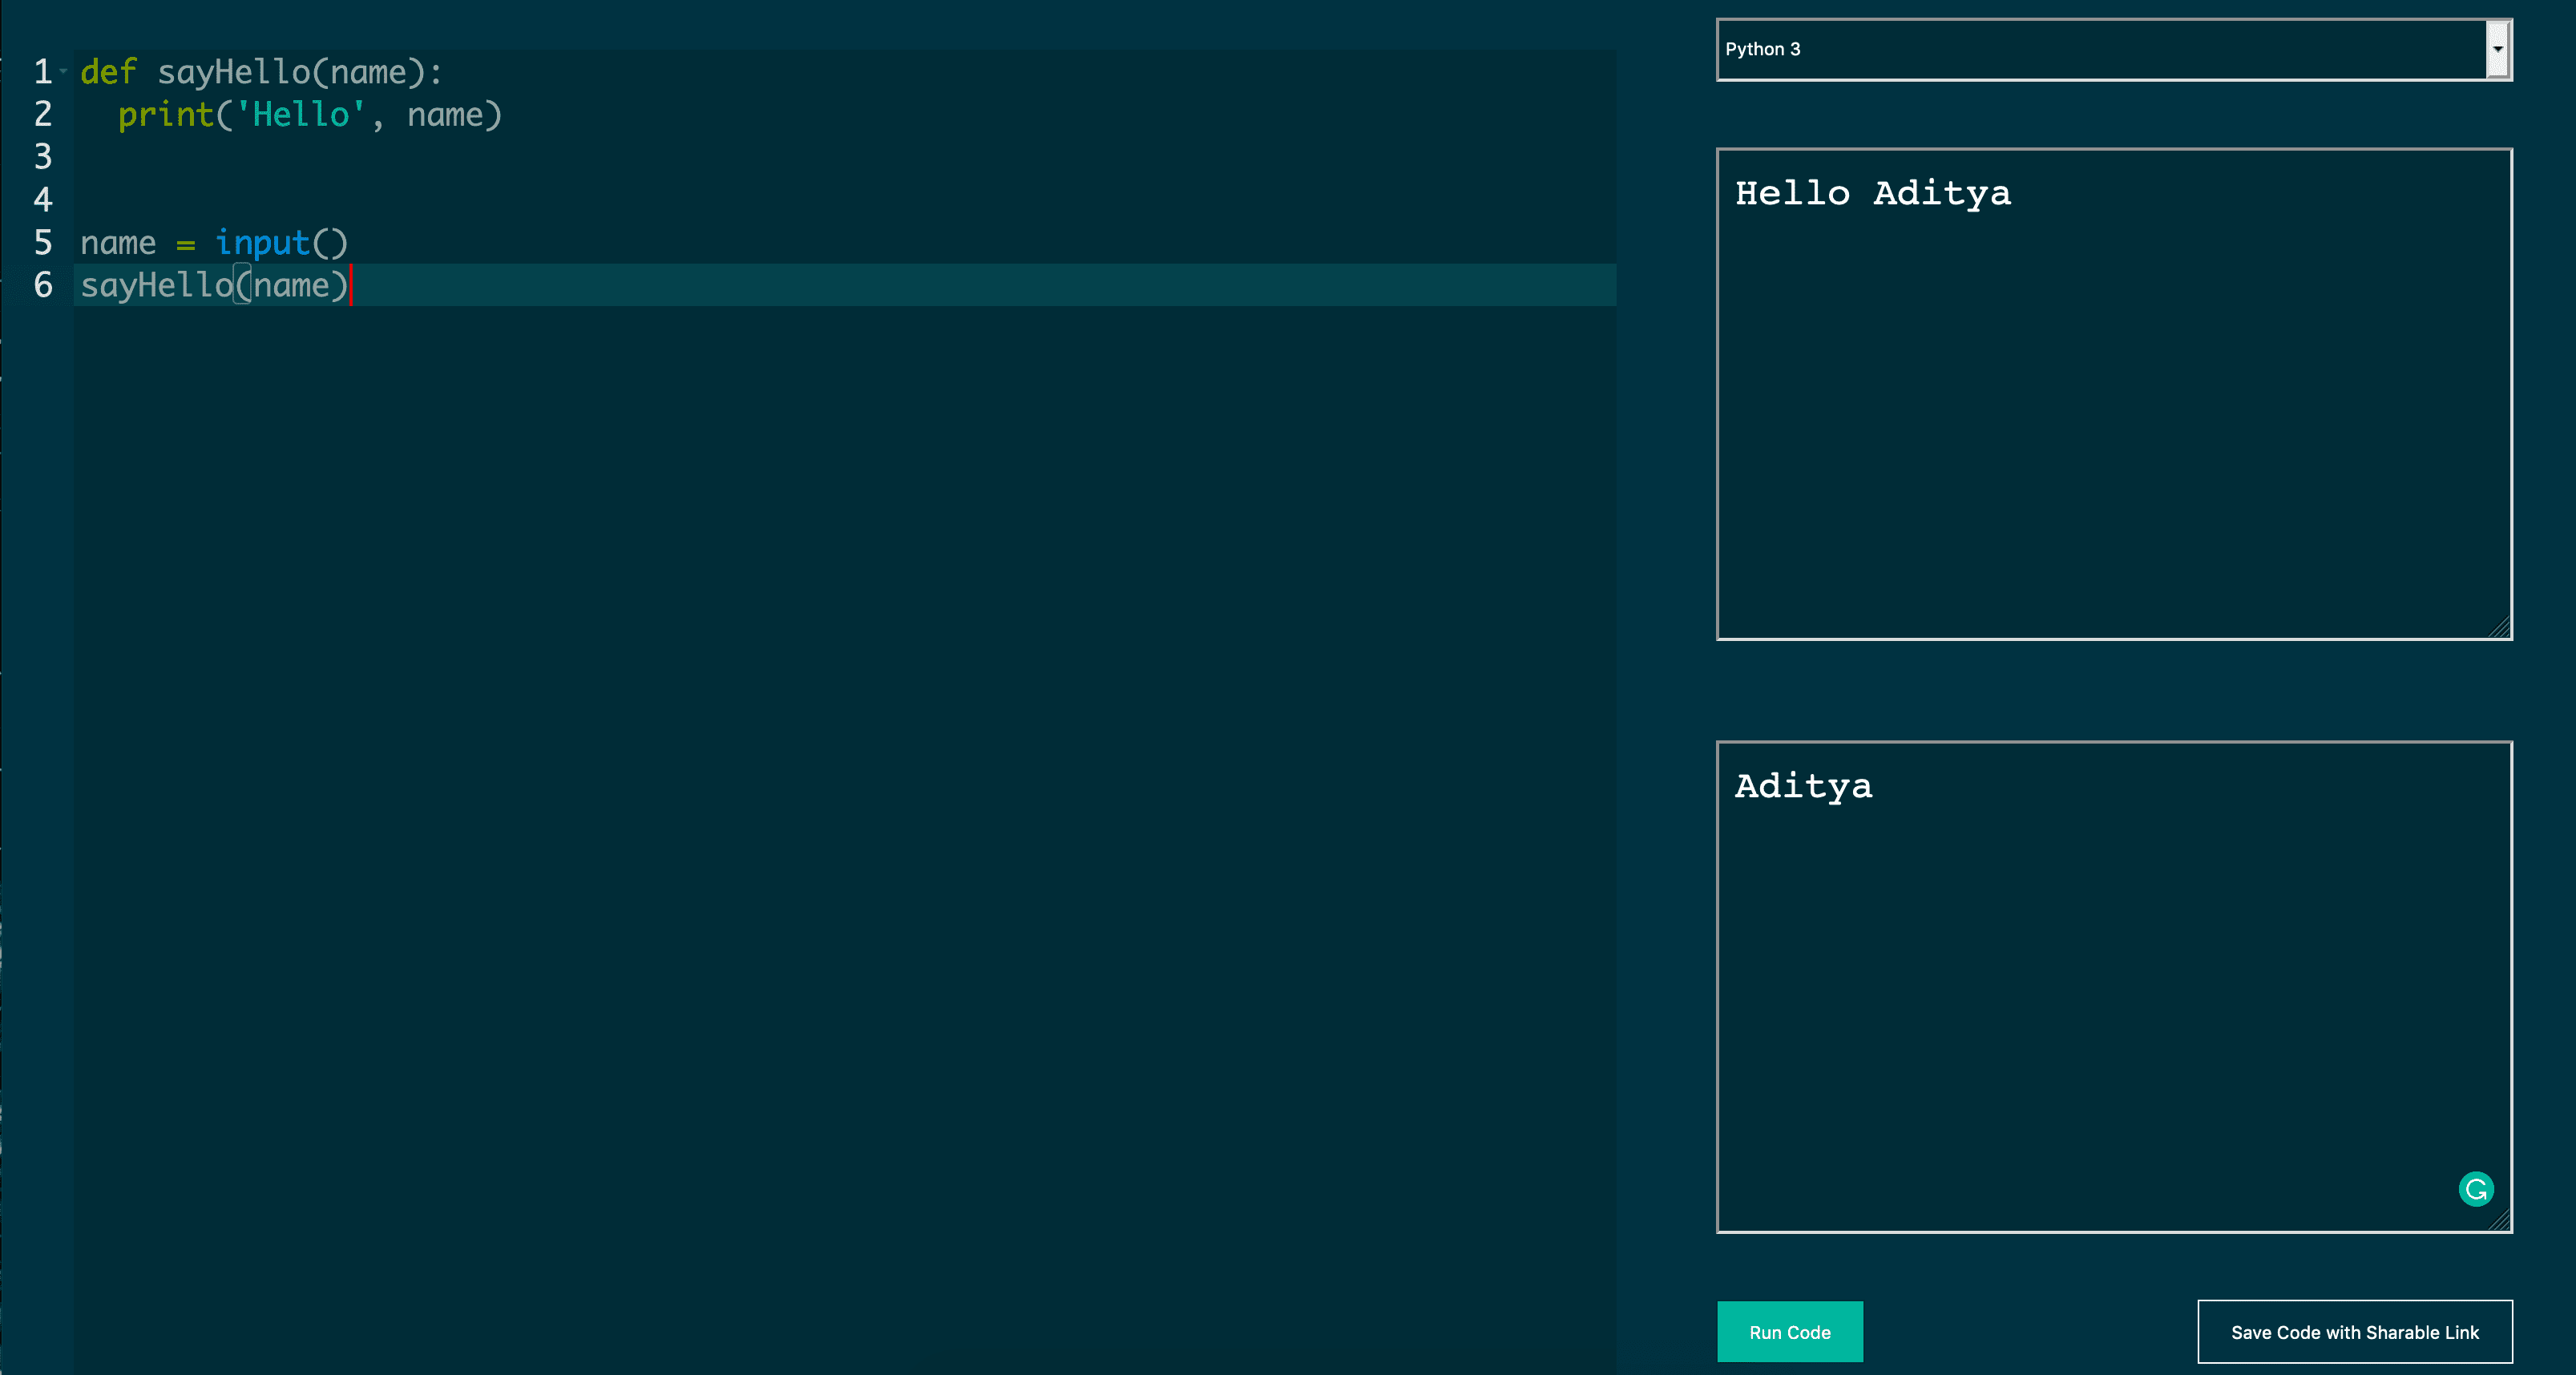 1 def sayHello(name):
2   print('Hello', name)
3
4
5 name = input()
6 sayHello(name)
Python 3
Hello Aditya
Aditya
Run Code
Save Code with Sharable Link